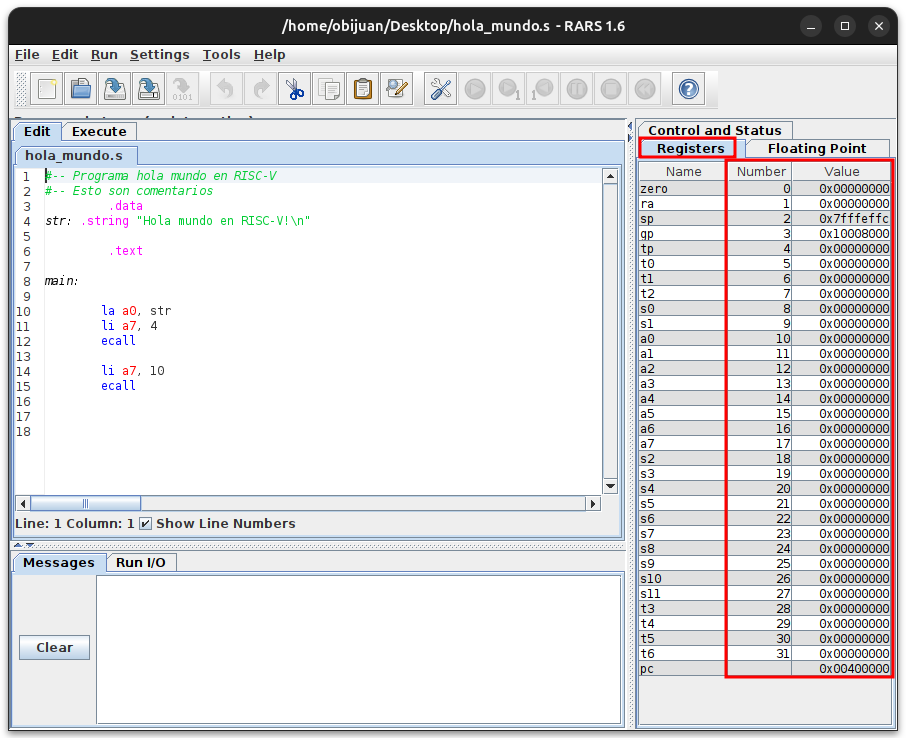 /home/obijuan/Desktop/hola_mundo.s - RARS 1.6
File Edit Run Settings Tools Help
Edit Execute
hola_mundo.s
1 #-- Programa hola mundo en RISC-V
2 #-- Esto son comentarios
3 .data
4 str: .string "Hola mundo en RISC-V!\n"
5
6 .text
7
8 main:
9
10 la a0, str
11 li a7, 4
12 ecall
13
14 li a7, 10
15 ecall
16
17
18
Line: 1 Column: 1 Show Line Numbers
Messages Run I/O
Clear
Control and Status
Registers Floating Point
Name Number Value
zero 0 0x00000000
ra 1 0x00000000
sp 2 0x7fffeffc
gp 3 0x10008000
tp 4 0x00000000
t0 5 0x00000000
t1 6 0x00000000
t2 7 0x00000000
s0 8 0x00000000
s1 9 0x00000000
a0 10 0x00000000
a1 11 0x00000000
a2 12 0x00000000
a3 13 0x00000000
a4 14 0x00000000
a5 15 0x00000000
a6 16 0x00000000
a7 17 0x00000000
s2 18 0x00000000
s3 19 0x00000000
s4 20 0x00000000
s5 21 0x00000000
s6 22 0x00000000
s7 23 0x00000000
s8 24 0x00000000
s9 25 0x00000000
s10 26 0x00000000
s11 27 0x00000000
t3 28 0x00000000
t4 29 0x00000000
t5 30 0x00000000
t6 31 0x00000000
pc 0x00400000